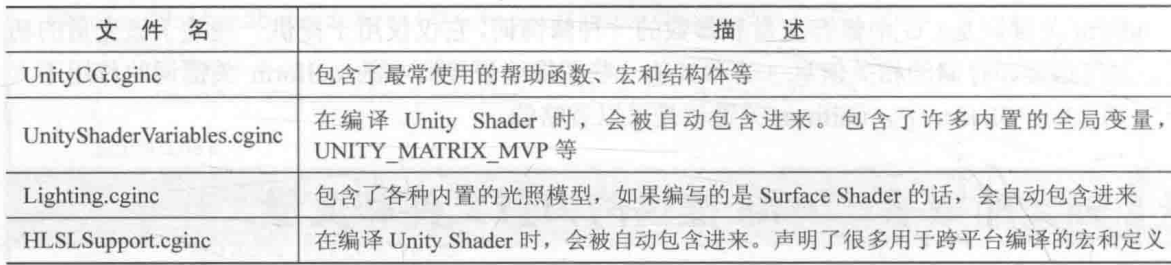 文 件 名 描 述
UnityCG.cginc 包含了最常使用的帮助函数、宏和结构体等
UnityShaderVariables.cginc 在编译 Unity Shader 时，会被自动包含进来。包含了许多内置的全局变量，
UNITY_MATRIX_MVP 等
Lighting.cginc 包含了各种内置的光照模型，如果编写的是 Surface Shader 的话，会自动包含进来
HLSLSupport.cginc 在编译 Unity Shader 时，会被自动包含进来。声明了很多用于跨平台编译的宏和定义